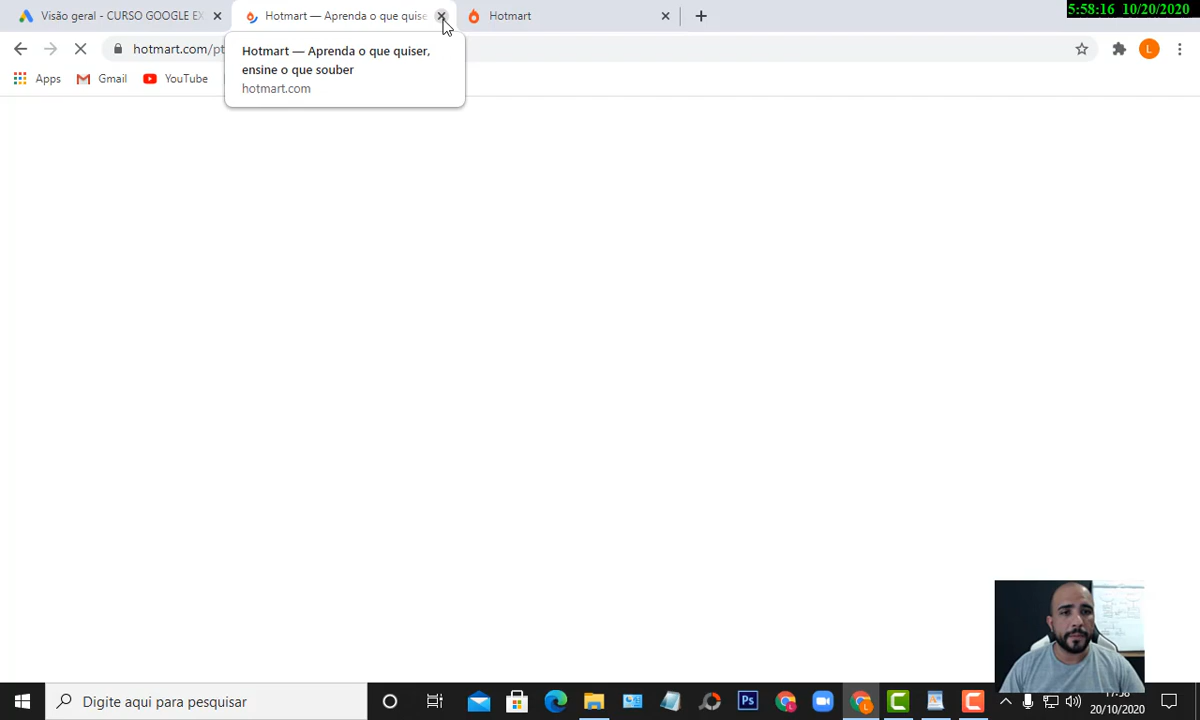 Visão geral - CURSO GOOGLE EX
Hotmart — Aprenda o que quise
Hotmart
5:58:16 10/20/2020
hotmart.com/pt
Hotmart — Aprenda o que quiser,
ensine o que souber
hotmart.com
Apps
Gmail
YouTube
Digite aqui para pesquisar
Ps
L
20/10/2020